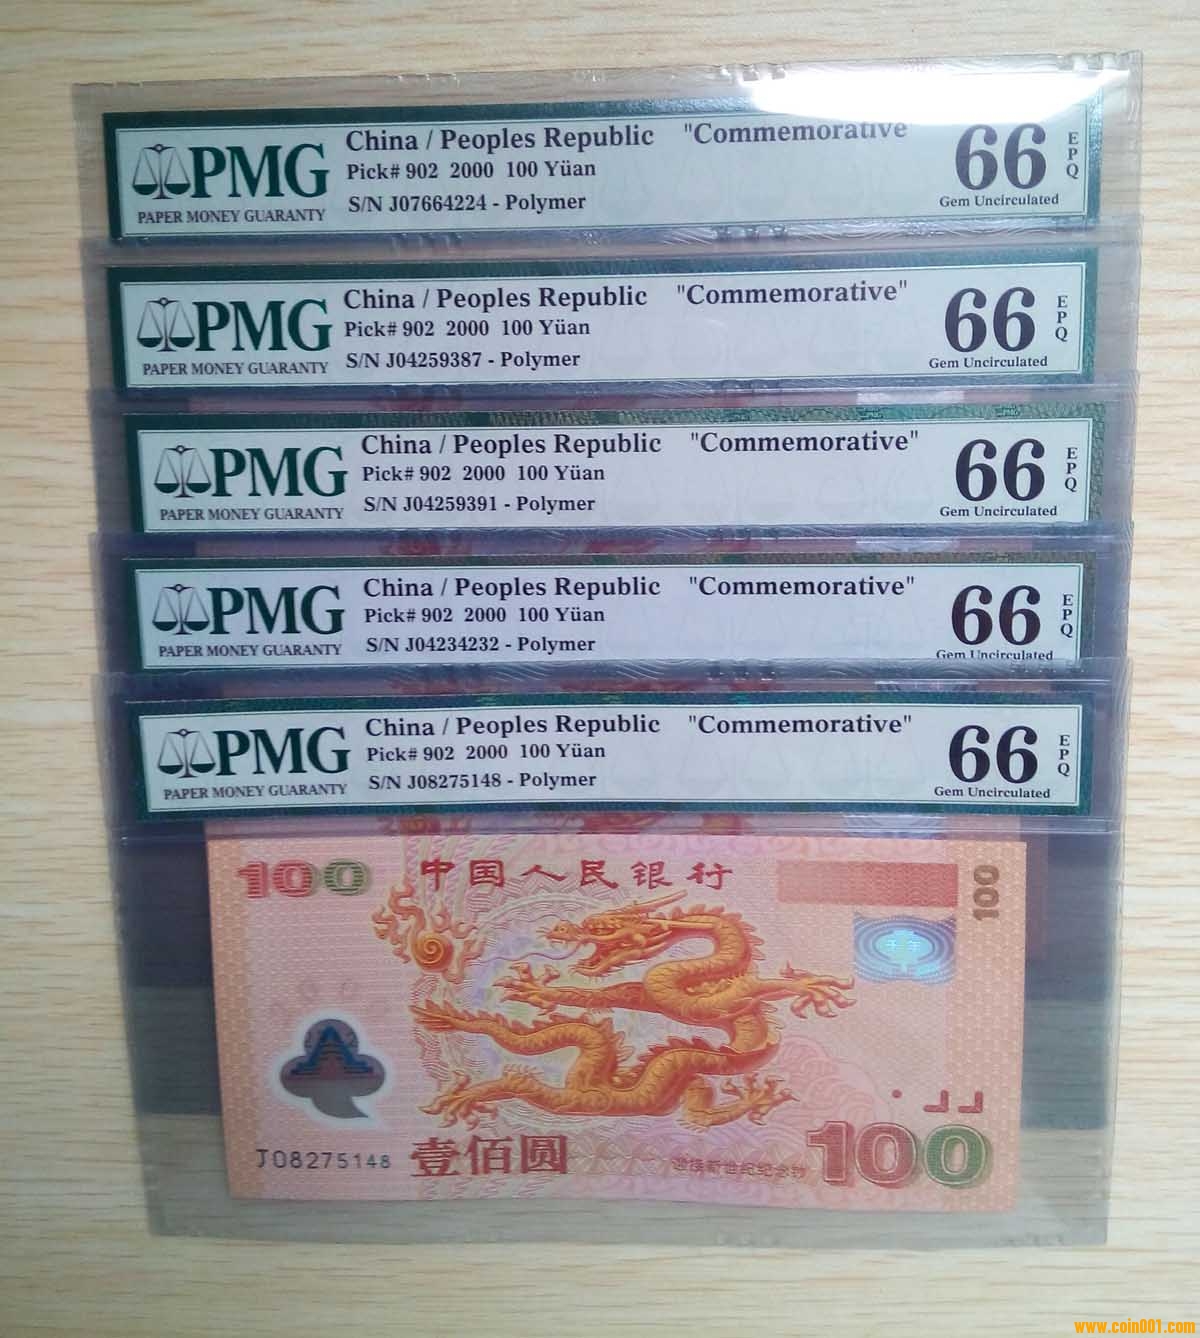 PMG
PAPER MONEY GUARANTY
China / Peoples Republic "Commemorative"
Pick# 902 2000 100 Yüan
S/N J07664224 - Polymer
66
EPQ
Gem Uncirculated
PMG
PAPER MONEY GUARANTY
China / Peoples Republic "Commemorative"
Pick# 902 2000 100 Yüan
S/N J04259387 - Polymer
66
EPQ
Gem Uncirculated
PMG
PAPER MONEY GUARANTY
China / Peoples Republic "Commemorative"
Pick# 902 2000 100 Yüan
S/N J04259391 - Polymer
66
EPQ
Gem Uncirculated
PMG
PAPER MONEY GUARANTY
China / Peoples Republic "Commemorative"
Pick# 902 2000 100 Yüan
S/N J04234232 - Polymer
66
EPQ
Gem Uncirculated
PMG
PAPER MONEY GUARANTY
China / Peoples Republic "Commemorative"
Pick# 902 2000 100 Yüan
S/N J08275148 - Polymer
66
EPQ
Gem Uncirculated
100 中国人民银行
100
J08275148 壹佰圆
迎接新世纪纪念钞
100
www.coin001.com